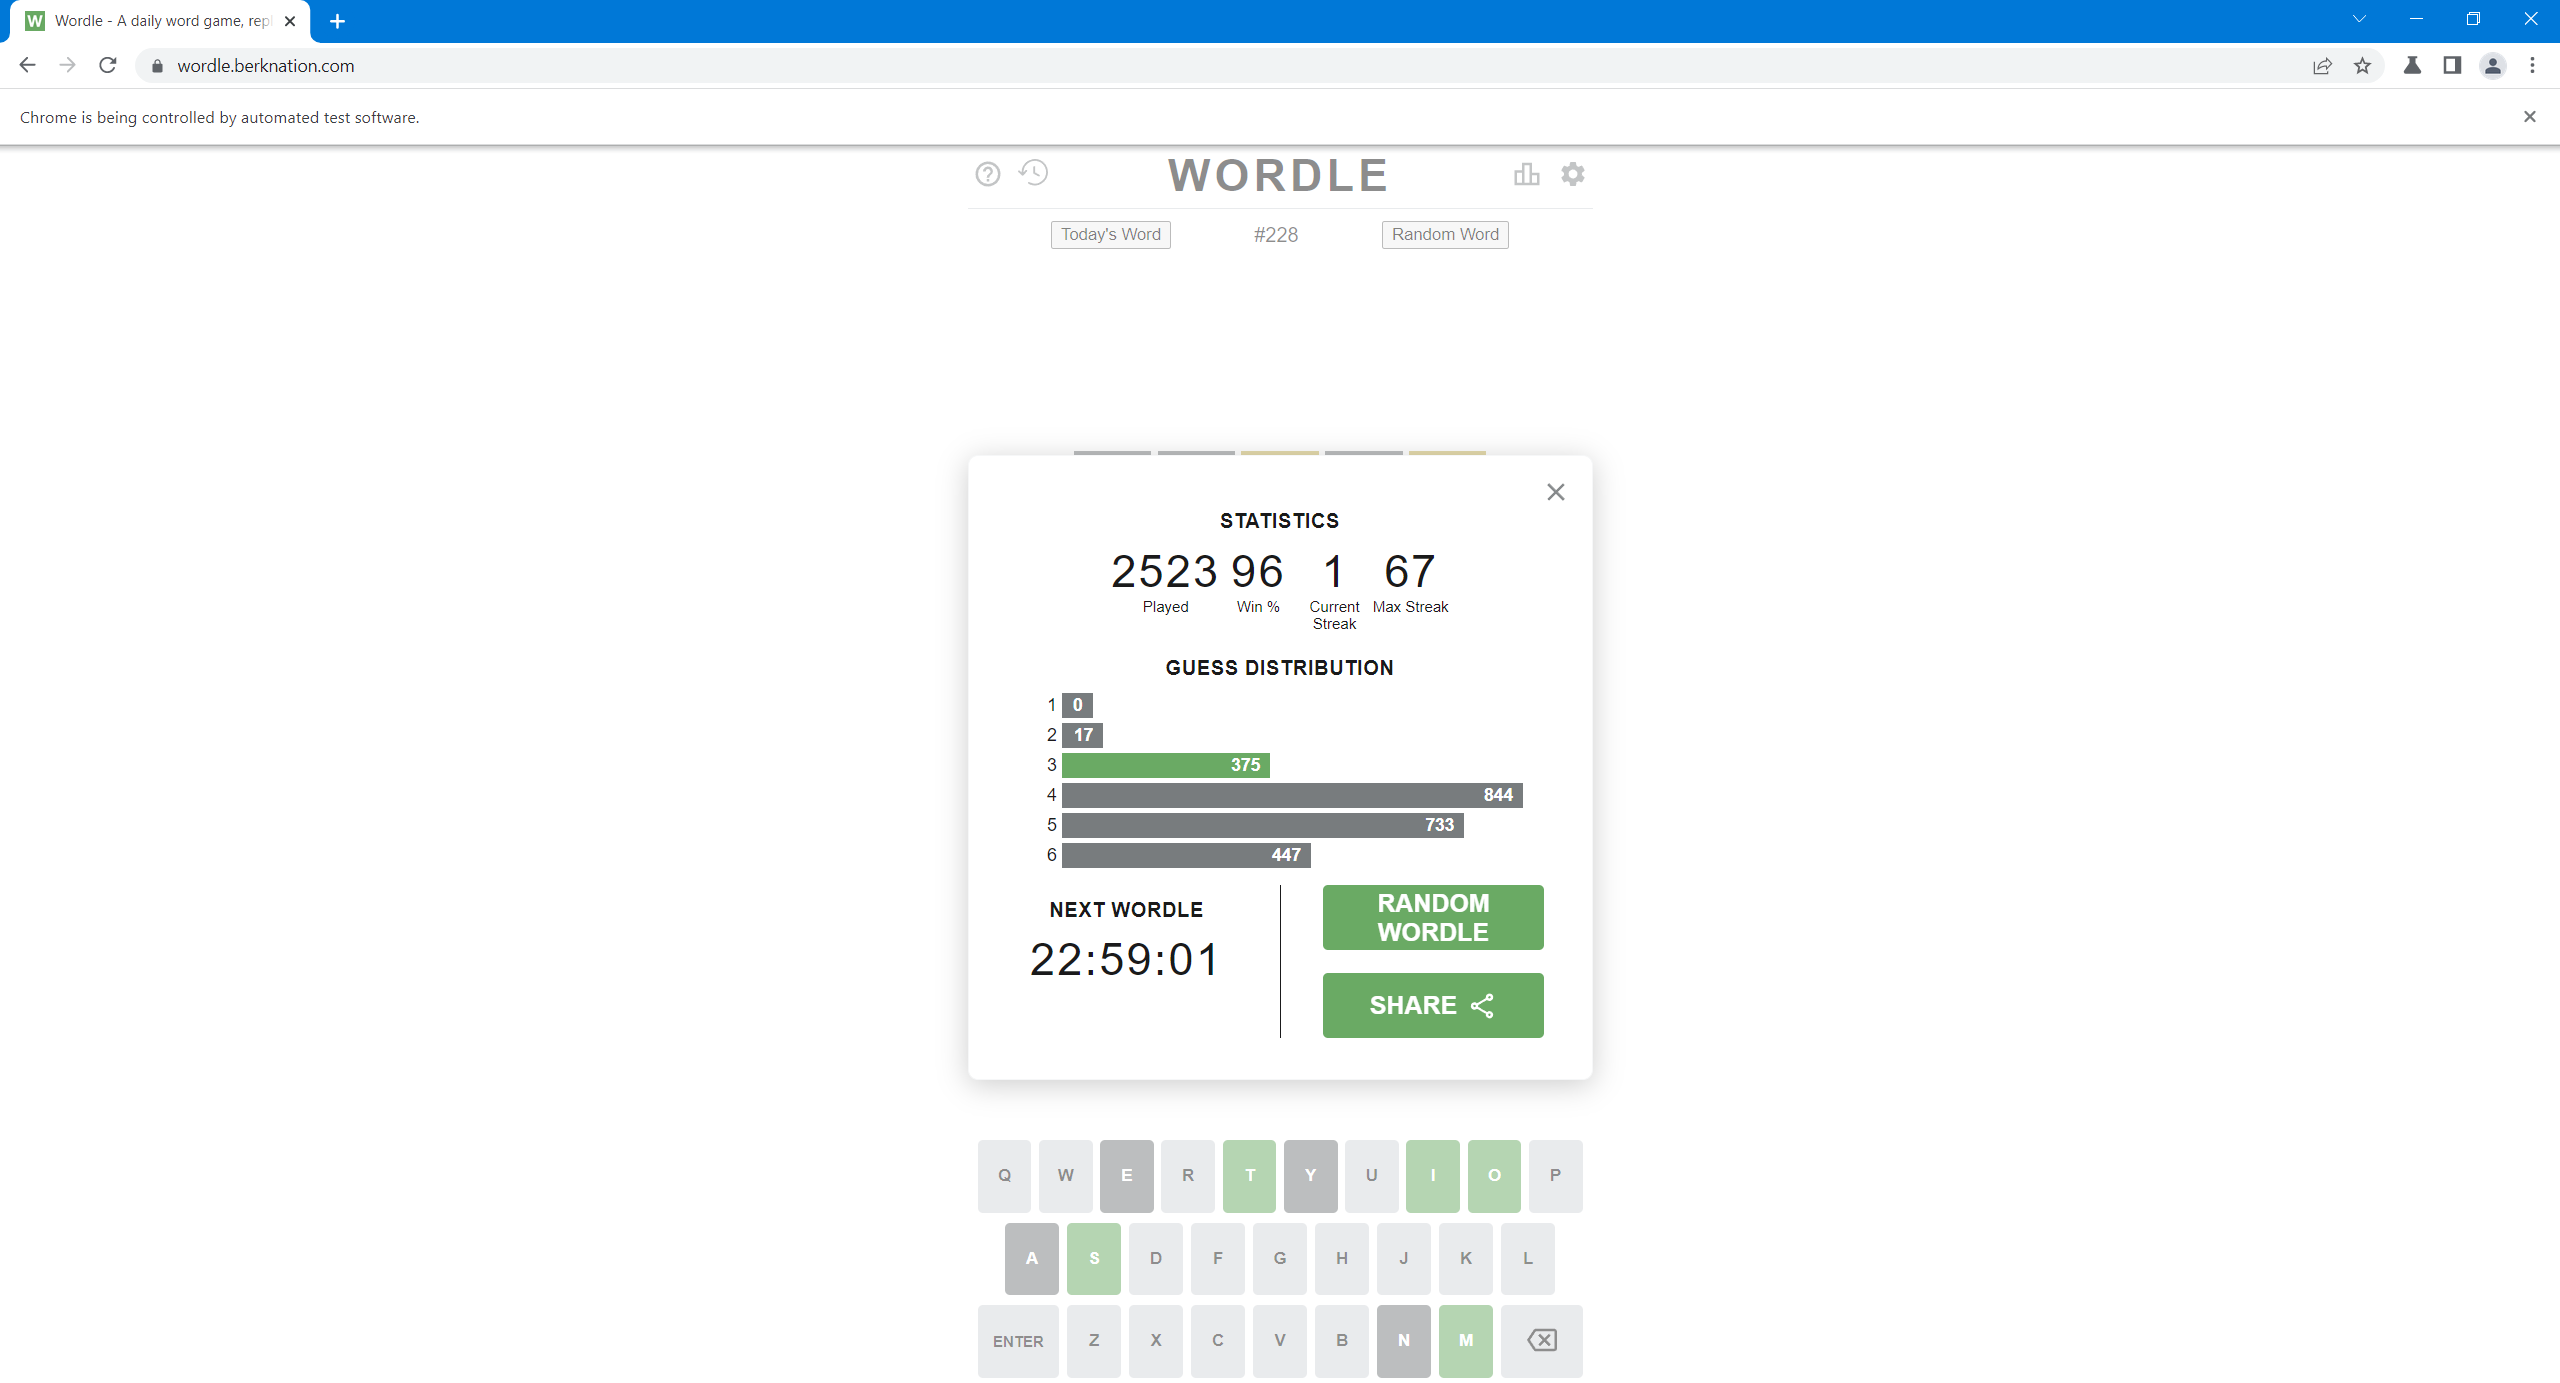 W Wordle - A daily word game, rep
wordle.berknation.com
Chrome is being controlled by automated test software.
WORDLE
Today's Word #228 Random Word
STATISTICS
2523 96 1 67
Played Win % Current Streak Max Streak
GUESS DISTRIBUTION
1 0
2 17
3 375
4 844
5 733
6 447
NEXT WORDLE
22:59:01
RANDOM
WORDLE
SHARE
Q W E R T Y U I O P
A S D F G H J K L
ENTER Z X C V B N M